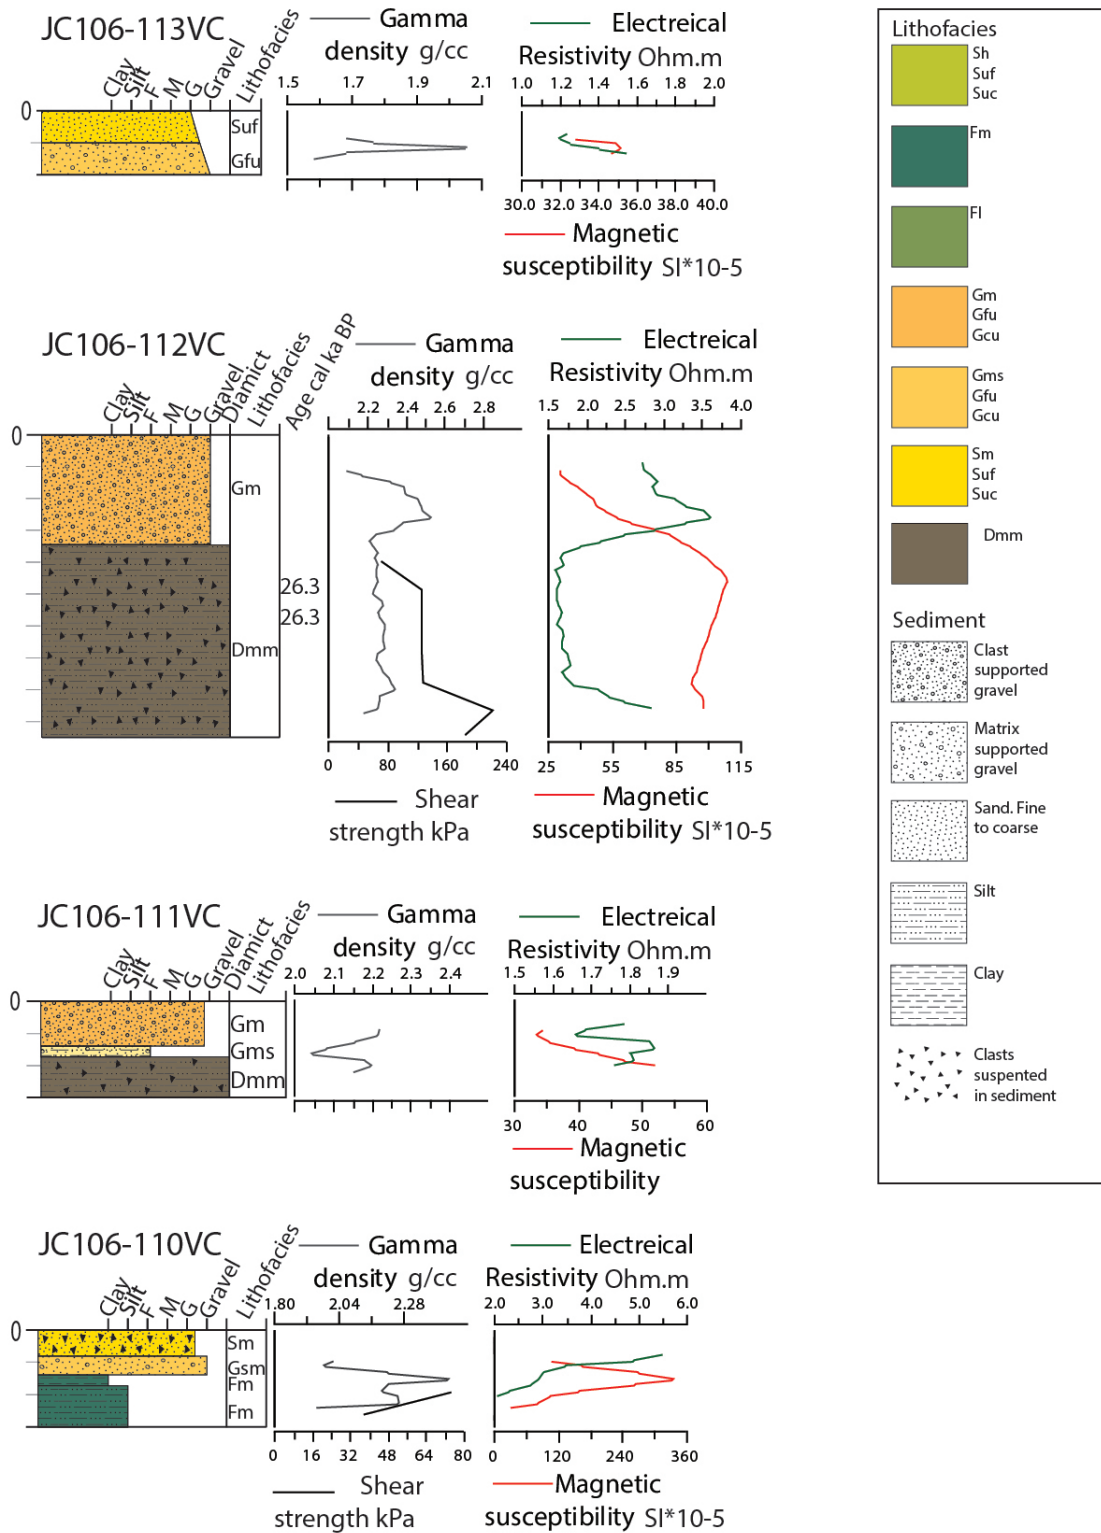 JC106-113VC
Clay
Silt
F
M
G
Gravel
Lithofacies
Gamma
density g/cc
1.5 1.7 1.9 2.1
Electreical
Resistivity Ohm.m
1.0 1.2 1.4 1.6 1.8 2.0
0
Suf
Gfu
30.0 32.0 34.0 36.0 38.0 40.0
Magnetic
susceptibility SI*10-5
JC106-112VC
Clay
Silt
F
M
G
Gravel
Diamict
Lithofacies
Age cal ka BP
Gamma
density g/cc
2.2 2.4 2.6 2.8
Electreical
Resistivity Ohm.m
1.5 2.0 2.5 3.0 3.5 4.0
0
Gm
26.3
26.3
Dmm
0 80 160 240
Shear
strength kPa
25 55 85 115
Magnetic
susceptibility SI*10-5
JC106-111VC
Clay
Silt
F
M
G
Gravel
Diamict
Lithofacies
Gamma
density g/cc
2.0 2.1 2.2 2.3 2.4
Electreical
Resistivity Ohm.m
1.5 1.6 1.7 1.8 1.9
0
Gm
Gms
Dmm
30 40 50 60
Magnetic
susceptibility
JC106-110VC
Clay
Silt
F
M
G
Gravel
Lithofacies
Gamma
density g/cc
1.80 2.04 2.28
Electreical
Resistivity Ohm.m
2.0 3.0 4.0 5.0 6.0
0
Sm
Gsm
Fm
Fm
0 16 32 48 64 80
Shear
strength kPa
0 120 240 360
Magnetic
susceptibility SI*10-5
Lithofacies
Sh
Suf
Suc
Fm
Fl
Gm
Gfu
Gcu
Gms
Gfu
Gcu
Sm
Suf
Suc
Dmm
Sediment
Clast
supported
gravel
Matrix
supported
gravel
Sand. Fine
to coarse
Silt
Clay
Clasts
suspented
in sediment